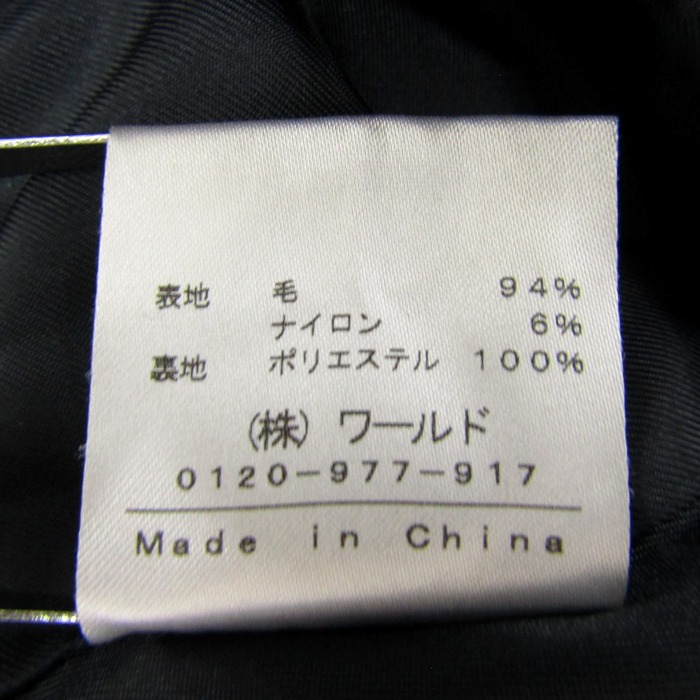 表地 毛 94%
ナイロン 6%
裏地 ポリエステル 100%
(株)ワールド
0120-977-917
Made in China